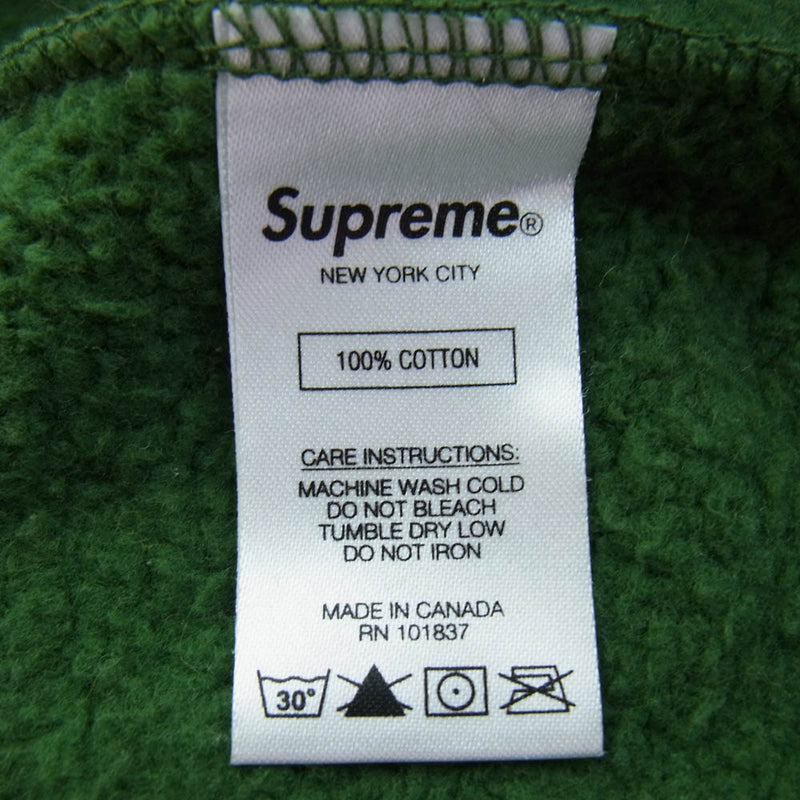 Supreme®
NEW YORK CITY
100% COTTON
CARE INSTRUCTIONS:
MACHINE WASH COLD
DO NOT BLEACH
TUMBLE DRY LOW
DO NOT IRON
MADE IN CANADA
RN 101837
30°